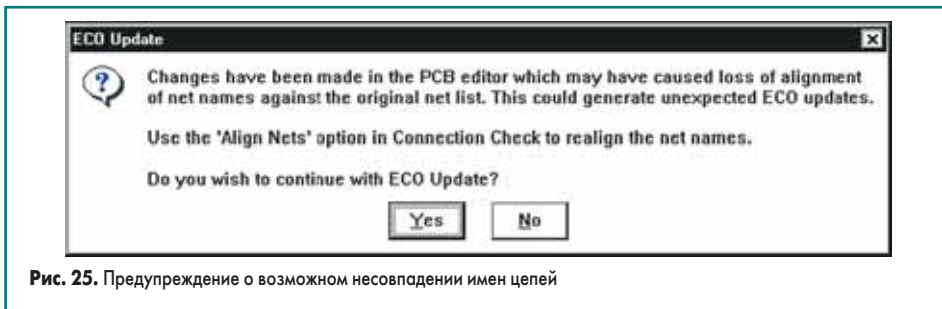 ECO Update
Changes have been made in the PCB editor which may have caused loss of alignment
of net names against the original net list. This could generate unexpected ECO updates.
Use the 'Align Nets' option in Connection Check to realign the net names.
Do you wish to continue with ECO Update?
Yes No
Рис. 25. Предупреждение о возможном несовпадении имен цепей